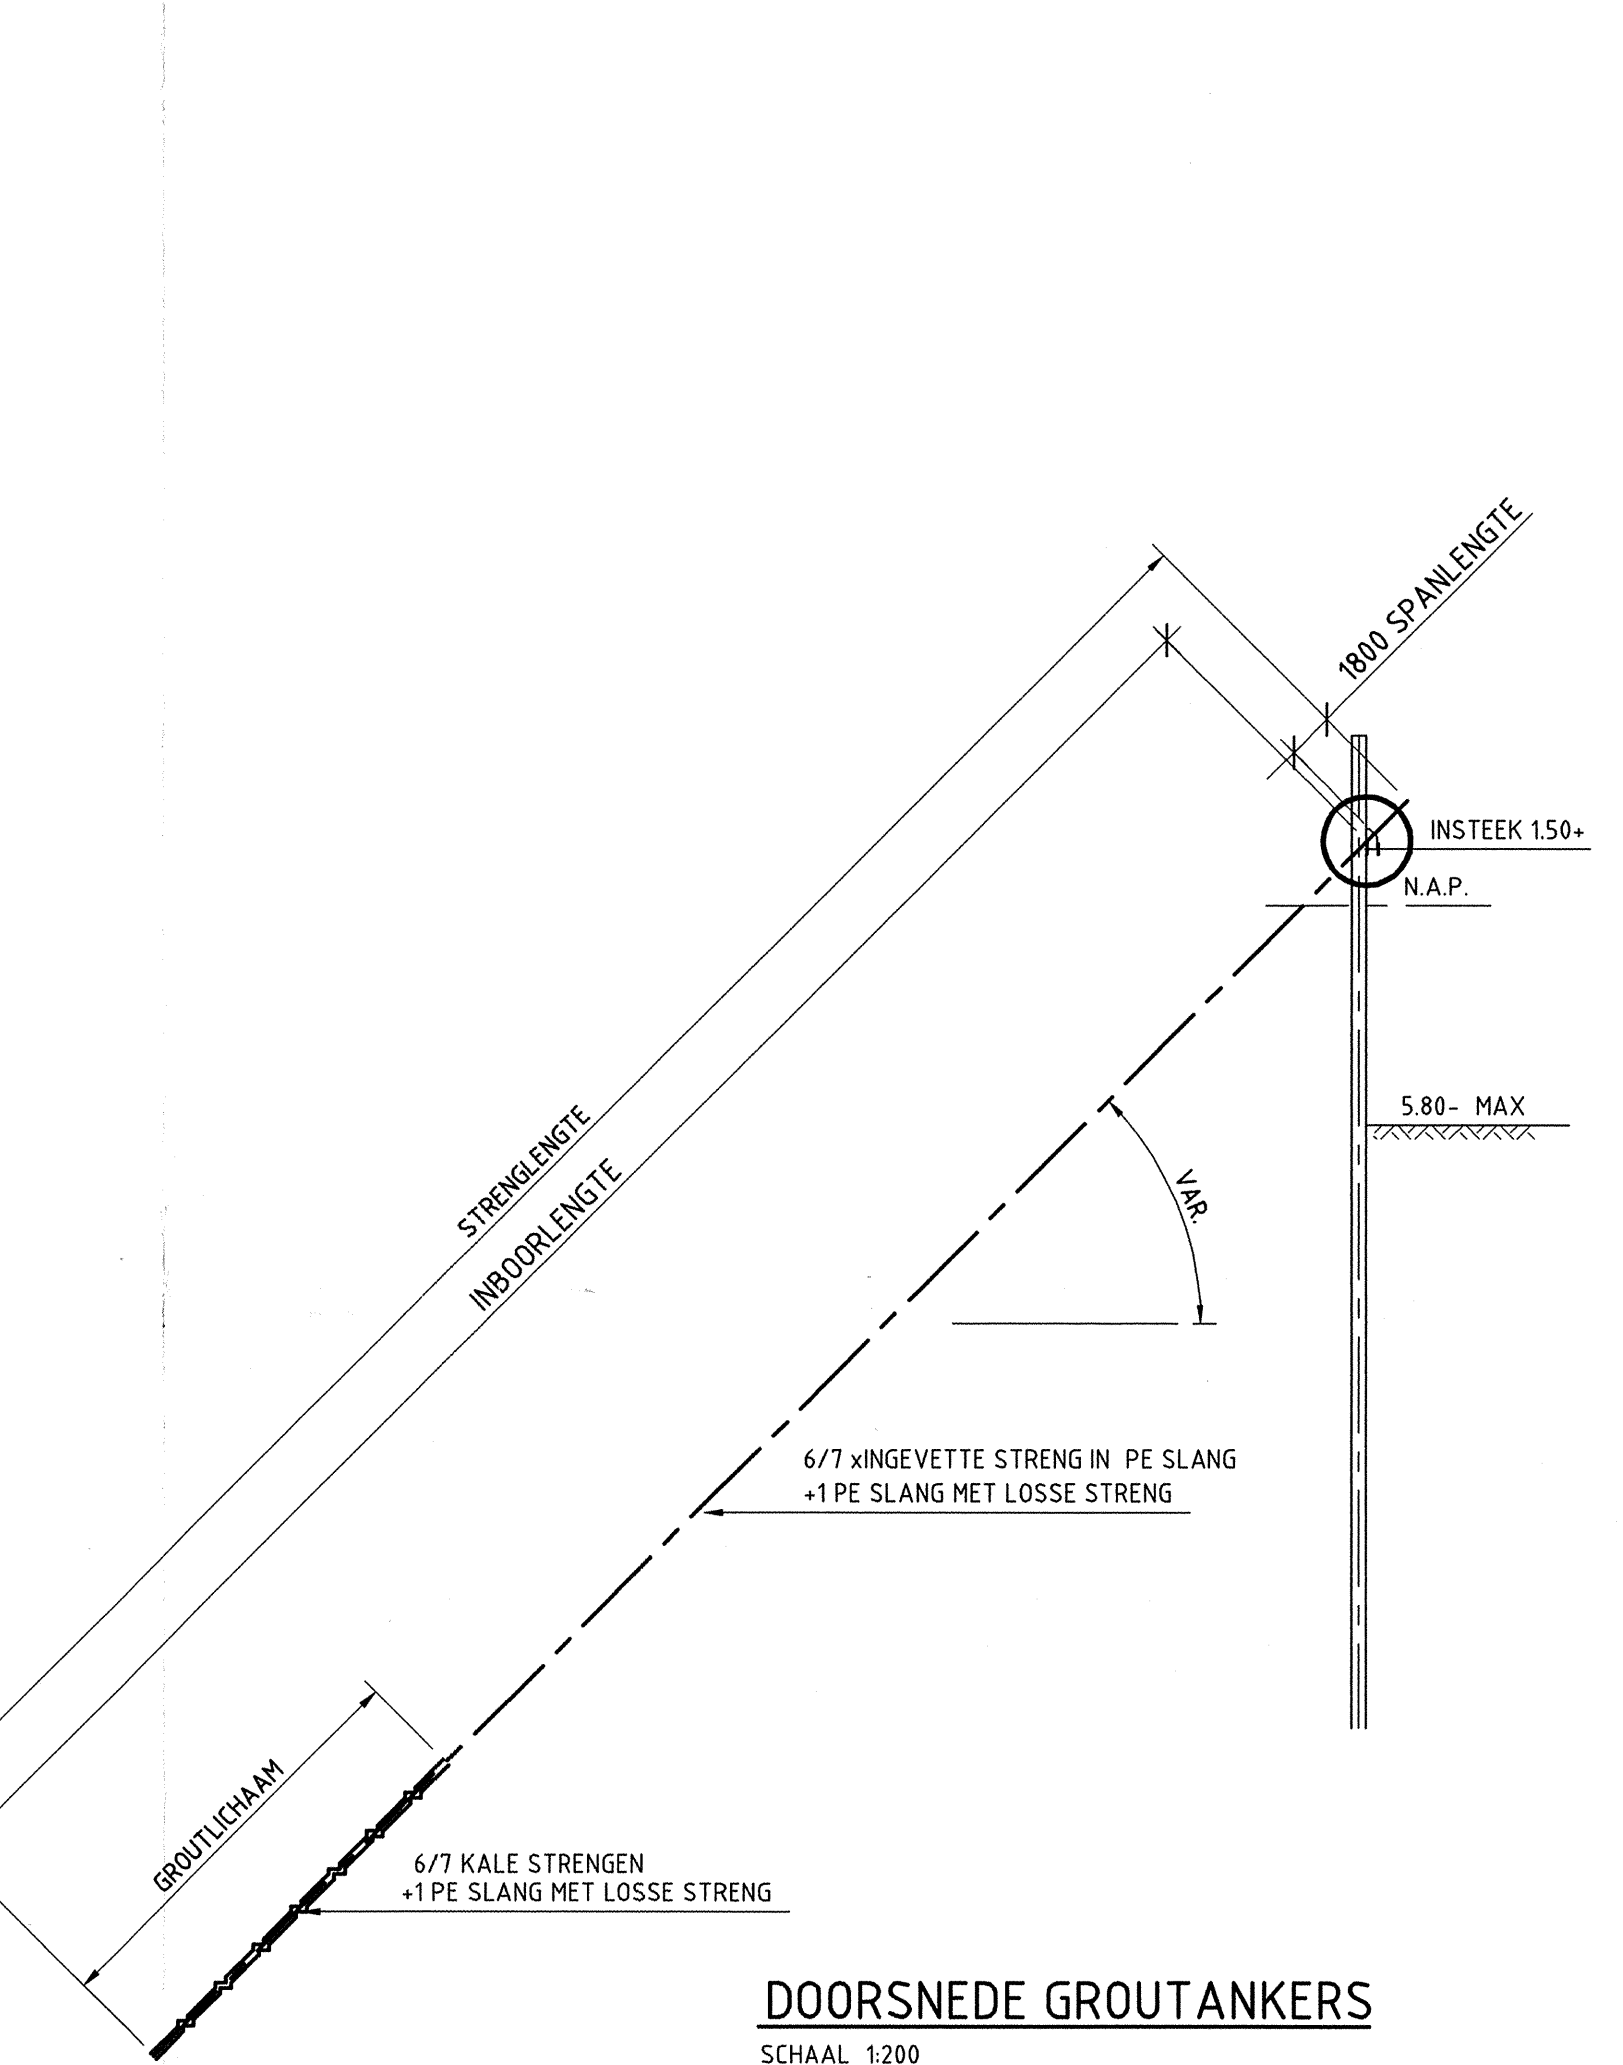 1800 SPANLENGTE
INSTEEK 1.50+
N.A.P.
5.80- MAX
STRENGLENGTE
INBOORLENGTE
VAR.
6/7 xINGEVETTE STRENG IN PE SLANG
+1 PE SLANG MET LOSSE STRENG
GROUTLICHAAM
6/7 KALE STRENGEN
+1 PE SLANG MET LOSSE STRENG
DOORSNEDE GROUTANKERS
SCHAAL 1:200